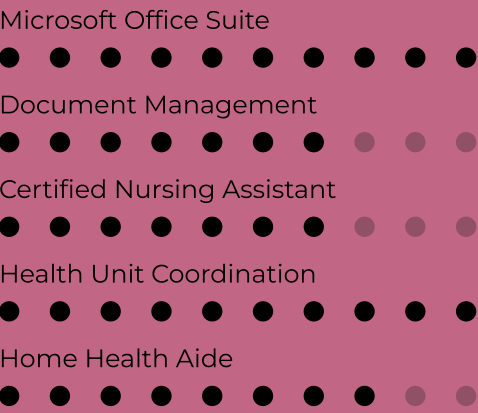 Microsoft Office Suite
Document Management
Certified Nursing Assistant
Health Unit Coordination
Home Health Aide